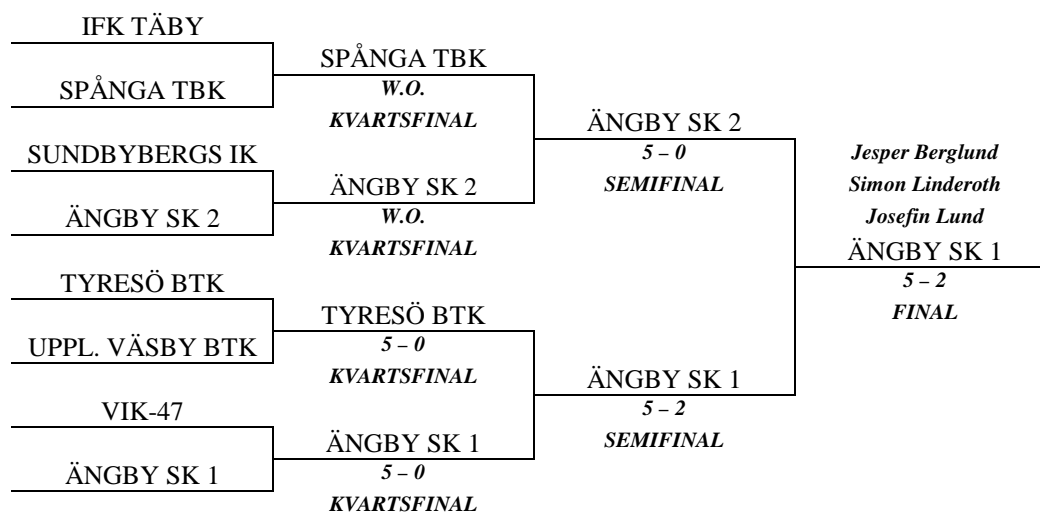 IFK TÄBY
SPÅNGA TBK
SPÅNGA TBK
W.O.
KVARTSFINAL
SUNDBYBERGS IK
ÄNGBY SK 2
ÄNGBY SK 2
W.O.
KVARTSFINAL
TYRESÖ BTK
UPPL. VÄSBY BTK
TYRESÖ BTK
5 – 0
KVARTSFINAL
VIK-47
ÄNGBY SK 1
ÄNGBY SK 1
5 – 0
KVARTSFINAL
ÄNGBY SK 2
5 – 0
SEMIFINAL
ÄNGBY SK 1
5 – 2
SEMIFINAL
Jesper Berglund
Simon Linderoth
Josefin Lund
ÄNGBY SK 1
5 – 2
FINAL